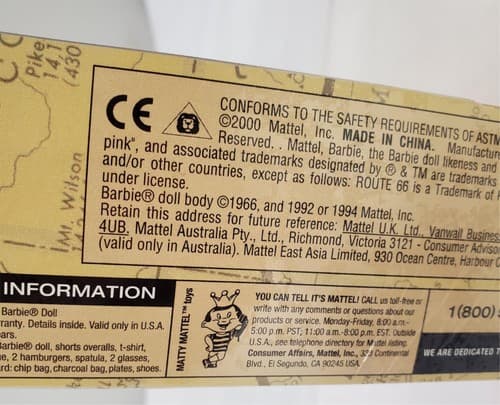 Pike
14,1
(430
Mt. Wilson
CE
CONFORMS TO THE SAFETY REQUIREMENTS OF ASTM
©2000 Mattel, Inc. MADE IN CHINA. Manufactur
Reserved. . Mattel, Barbie, the Barbie doll likeness and
pink", and associated trademarks designated by ® & TM are trademarks
and/or other countries, except as follows: ROUTE 66 is a Trademark of
under license.
Barbie® doll body ©1966, and 1992 or 1994 Mattel, Inc.
Retain this address for future reference: Mattel U.K. Ltd., Vanwall Business
4UB. Mattel Australia Pty., Ltd., Richmond, Victoria 3121 - Consumer Advisor
(valid only in Australia). Mattel East Asia Limited, 930 Ocean Centre, Harbour C
INFORMATION
Barbie® Doll
ranty. Details inside. Valid only in U.S.A.
ars.
Barbie® doll, shorts overalls, t-shirt,
ue, 2 hamburgers, spatula, 2 glasses,
ard: chip bag, charcoal bag, plates, shoes.
MATTY MATTEL™ toys
YOU CAN TELL IT'S MATTEL! CALL us toll-free or
write with any comments or questions about our
products or service. Monday-Friday, 8:00 a.m.-
5:00 p.m. PST; 11:00 a.m.-8:00 p.m. EST. Outside
U.S.A., see telephone directory for Mattel listing.
Consumer Affairs, Mattel, Inc., 333 Continental
Blvd., El Segundo, CA 90245 USA.
1(800)
WE ARE DEDICATED